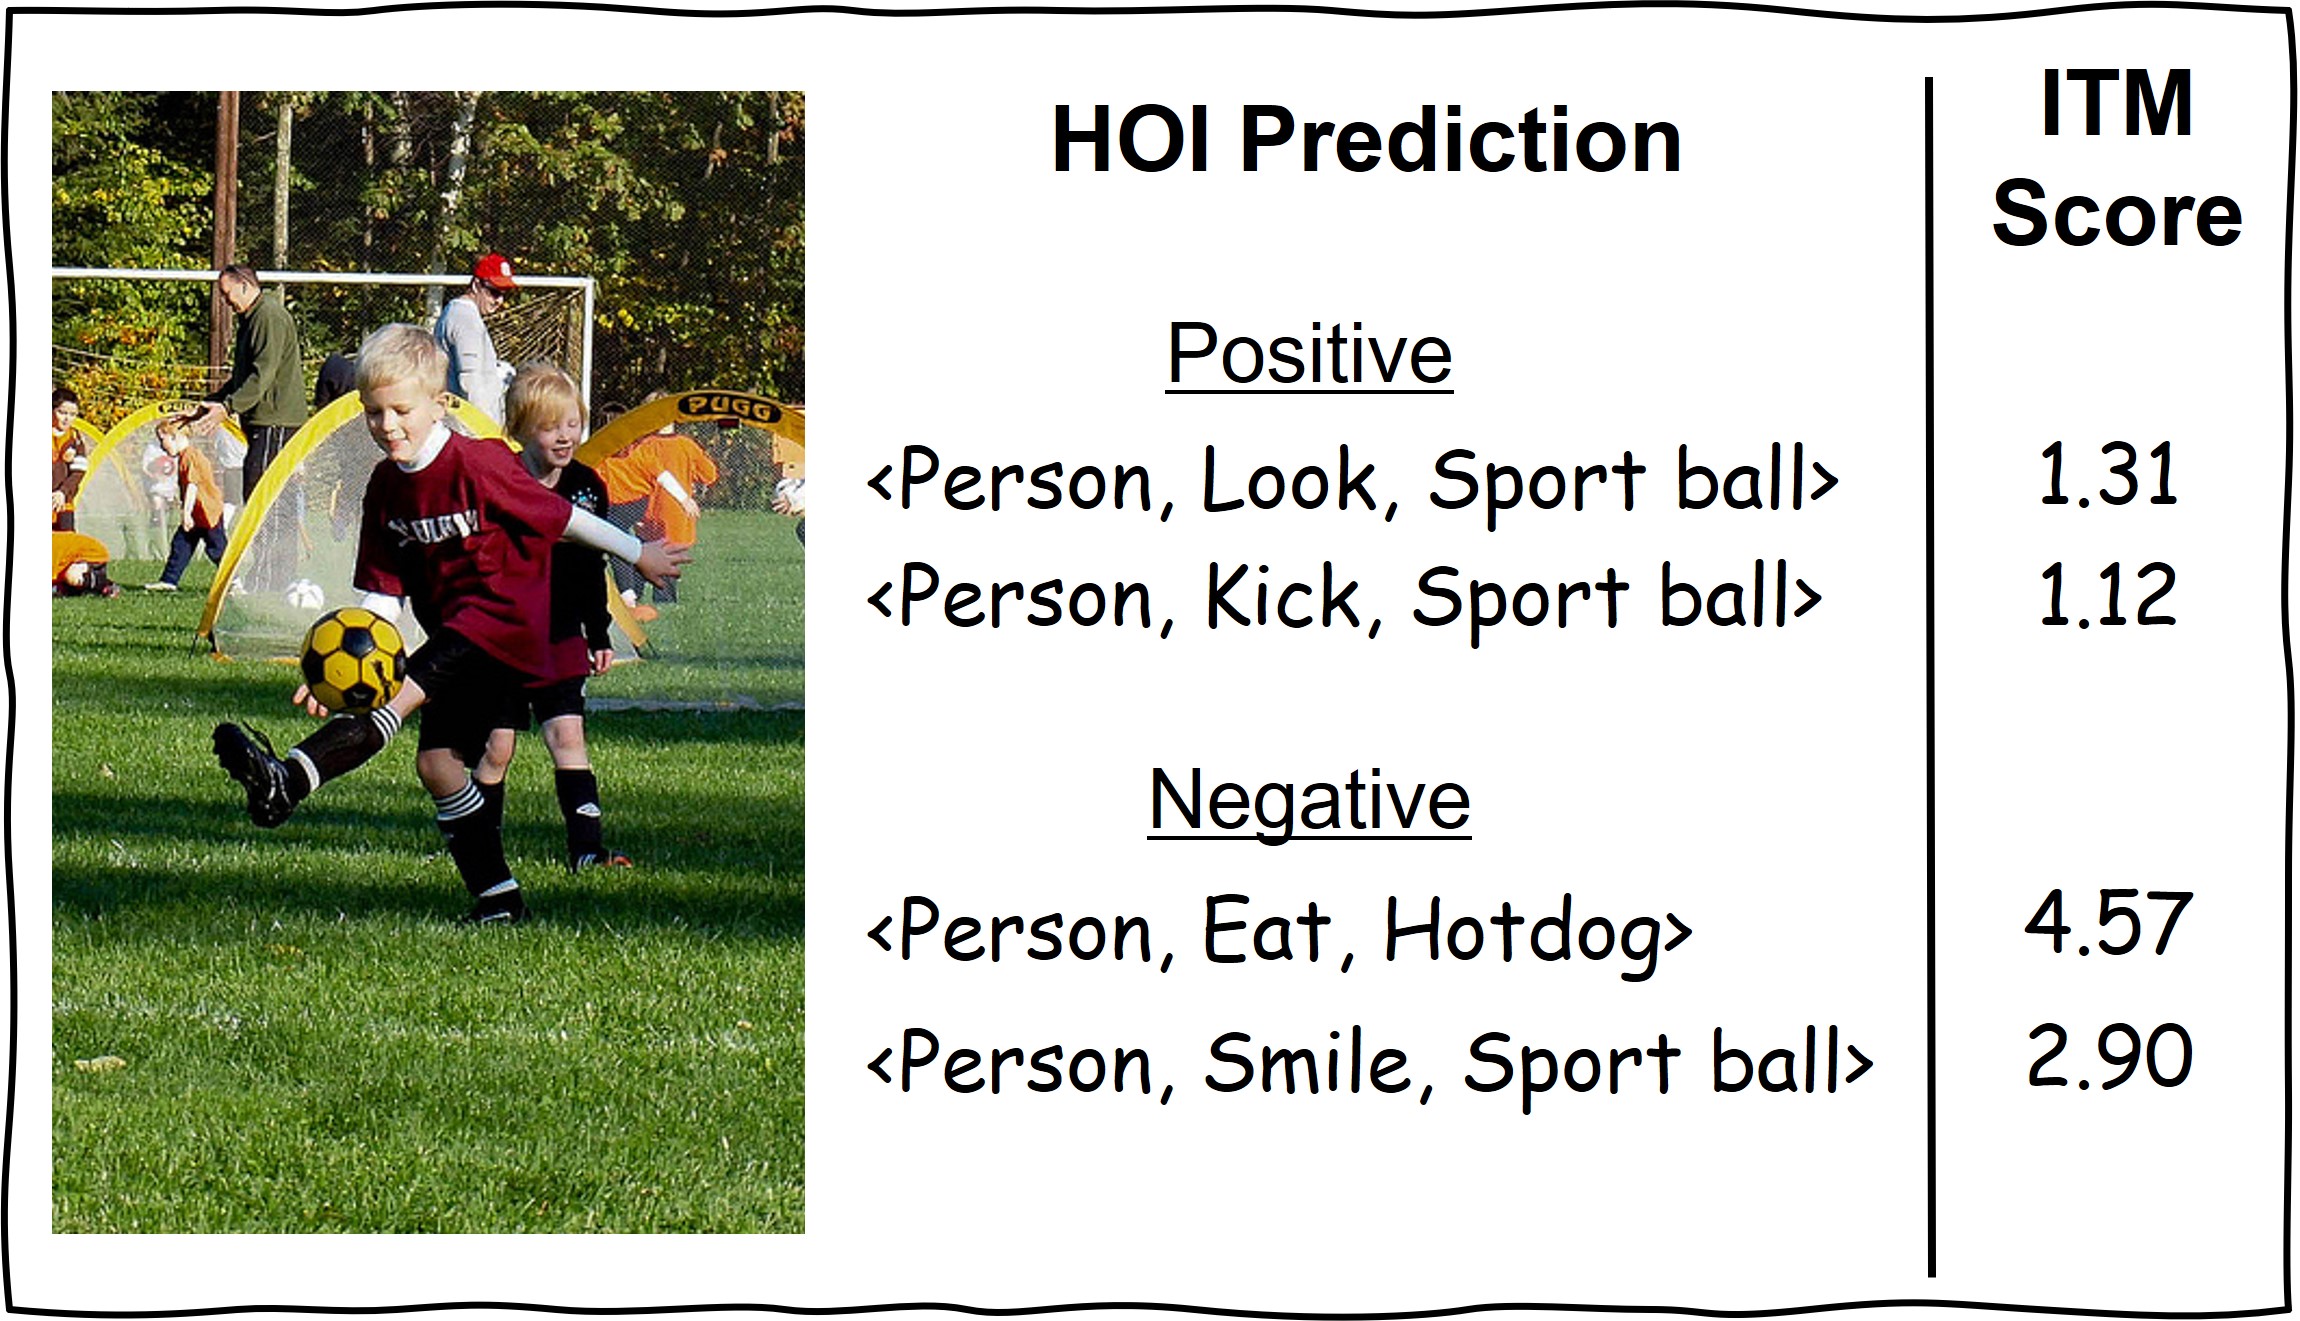 HOI Prediction
ITM
Score
Positive
<Person, Look, Sport ball> 1.31
<Person, Kick, Sport ball> 1.12
Negative
<Person, Eat, Hotdog> 4.57
<Person, Smile, Sport ball> 2.90
PUGG